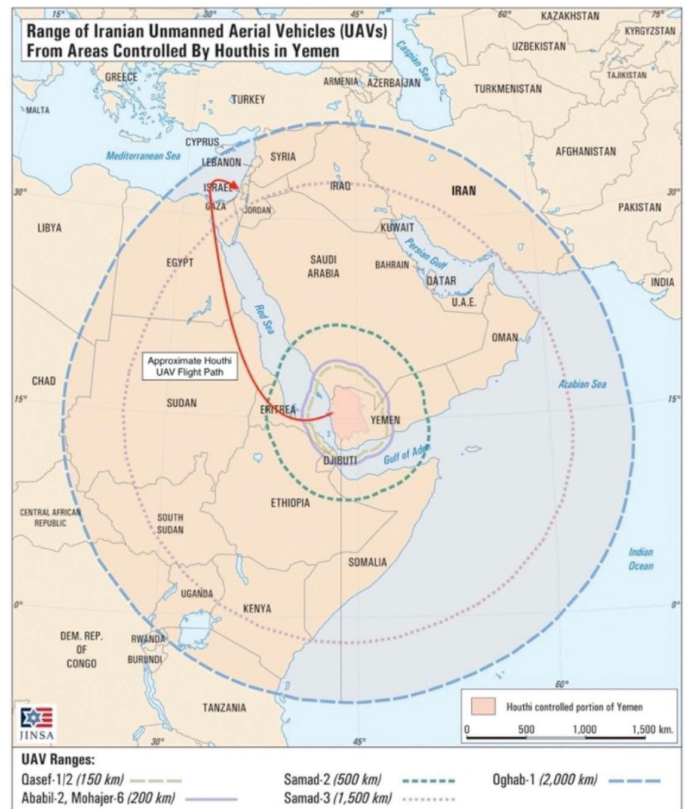 Range of Iranian Unmanned Aerial Vehicles (UAVs)
From Areas Controlled By Houthis in Yemen
15°
30°
45°
60°
75°
KAZAKHSTAN
KYRGYZSTAN
UZBEKISTAN
TAJIKISTAN
Caspian Sea
GREECE
ARMENIA
AZERBAIJAN
TURKMENISTAN
TURKEY
MALTA
CYPRUS
Mediterranean Sea
LEBANON
SYRIA
AFGHANISTAN
ISRAEL
IRAQ
IRAN
30°
30°
GAZA
JORDAN
PAKISTAN
LIBYA
KUWAIT
EGYPT
SAUDI
ARABIA
Persian Gulf
BAHRAIN
QATAR
INDIA
U.A.E.
Red Sea
OMAN
Approximate Houthi
UAV Flight Path
CHAD
Arabian Sea
15°
15°
SUDAN
ERITREA
YEMEN
Gulf of Aden
DJIBUTI
ETHIOPIA
CENTRAL AFRICAN
REPUBLIC
SOUTH
SUDAN
Indian
Ocean
SOMALIA
UGANDA
0°
KENYA
0°
DEM. REP.
OF
CONGO
RWANDA
BURUNDI
60°
TANZANIA
Houthi controlled portion of Yemen
0 500 1,000 1,500 km.
JINSA
30°
45°
UAV Ranges:
Qasef-1/2 (150 km)
Samad-2 (500 km)
Oghab-1 (2,000 km)
Ababil-2, Mohajer-6 (200 km)
Samad-3 (1,500 km)